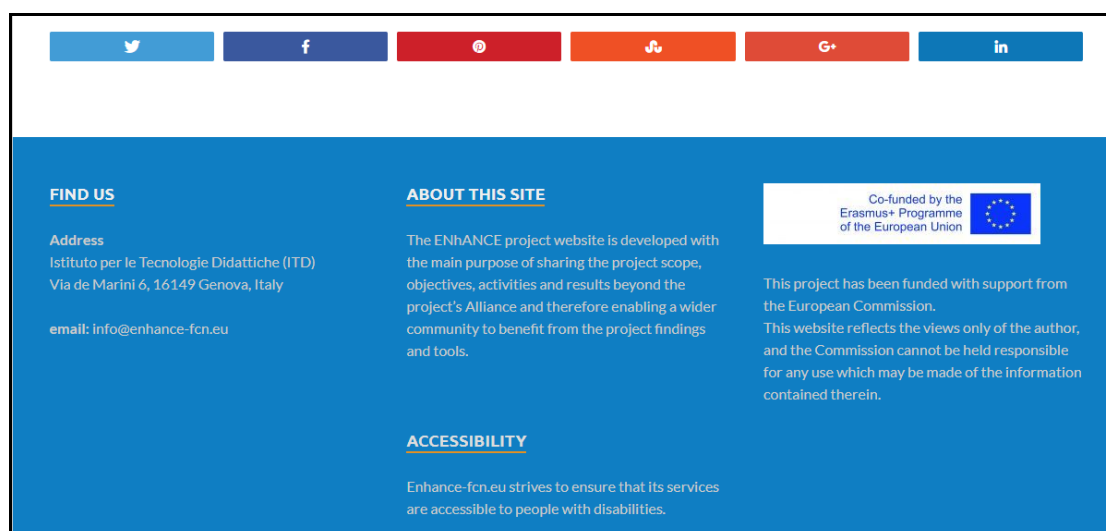 FIND US
Address
Istituto per le Tecnologie Didattiche (ITD)
Via de Marini 6, 16149 Genova, Italy
email: info@enhance-fcn.eu
ABOUT THIS SITE
The ENhANCE project website is developed with
the main purpose of sharing the project scope,
objectives, activities and results beyond the
project's Alliance and therefore enabling a wider
community to benefit from the project findings
and tools.
ACCESSIBILITY
Enhance-fcn.eu strives to ensure that its services
are accessible to people with disabilities.
Co-funded by the
Erasmus+ Programme
of the European Union
This project has been funded with support from
the European Commission.
This website reflects the views only of the author,
and the Commission cannot be held responsible
for any use which may be made of the information
contained therein.